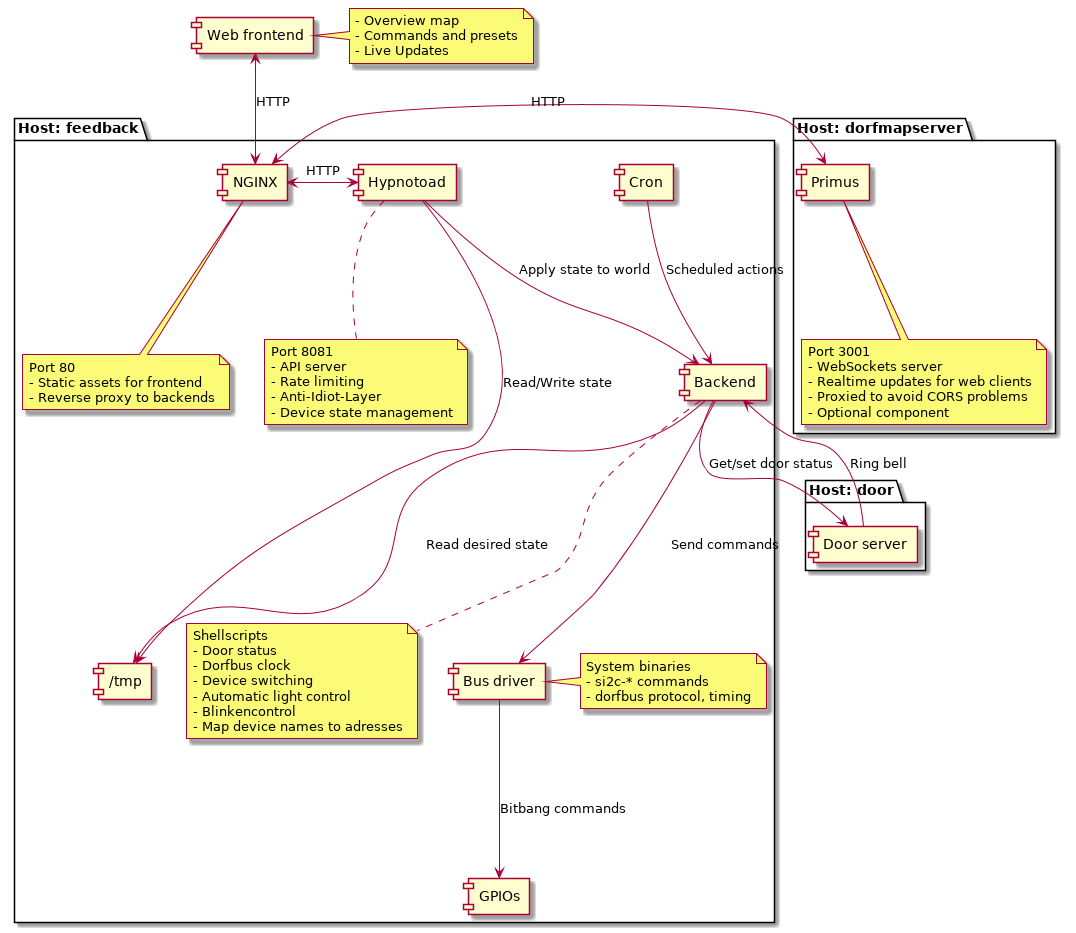 Web frontend
- Overview map
- Commands and presets
- Live Updates
HTTP
HTTP
Host: feedback
Host: dorfmapserver
NGINX
HTTP
Hypnotoad
Cron
Primus
Apply state to world
Scheduled actions
Port 80
- Static assets for frontend
- Reverse proxy to backends
Port 8081
- API server
- Rate limiting
- Anti-Idiot-Layer
- Device state management
Read/Write state
Backend
Port 3001
- WebSockets server
- Realtime updates for web clients
- Proxied to avoid CORS problems
- Optional component
Get/set door status
Ring bell
Host: door
Door server
Read desired state
Send commands
/tmp
Shellscripts
- Door status
- Dorfbus clock
- Device switching
- Automatic light control
- Blinkencontrol
- Map device names to adresses
Bus driver
System binaries
- si2c-* commands
- dorfbus protocol, timing
Bitbang commands
GPIOs